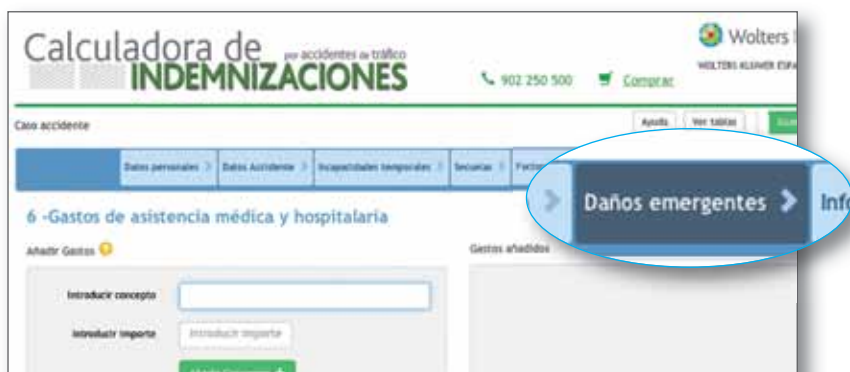 Calculadora de
por accidentes de tráfico
INDEMNIZACIONES
Wolters
WOLTERS KLUWER ESPA
902 250 500
Comprar
Caso accidente
Ayuda
Ver tablas
Datos personales
Datos Accidente
Incapacidades temporales
Secuelas
Factor
Daños emergentes
Info
6 -Gastos de asistencia médica y hospitalaria
Añadir Gastos
Gastos añadidos
Introducir concepto
Introducir importe
Introducir importe